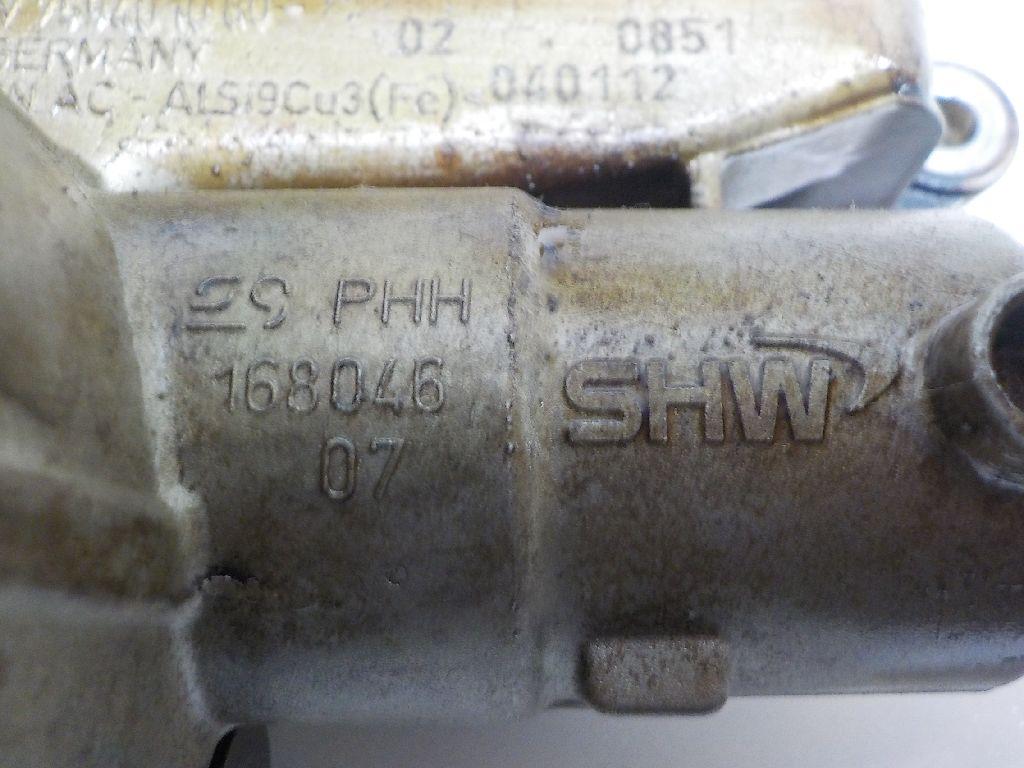 02 . 0851
GERMANY
AC - ALSi9Cu3(Fe) 040112
PHH
168046
07
SHW